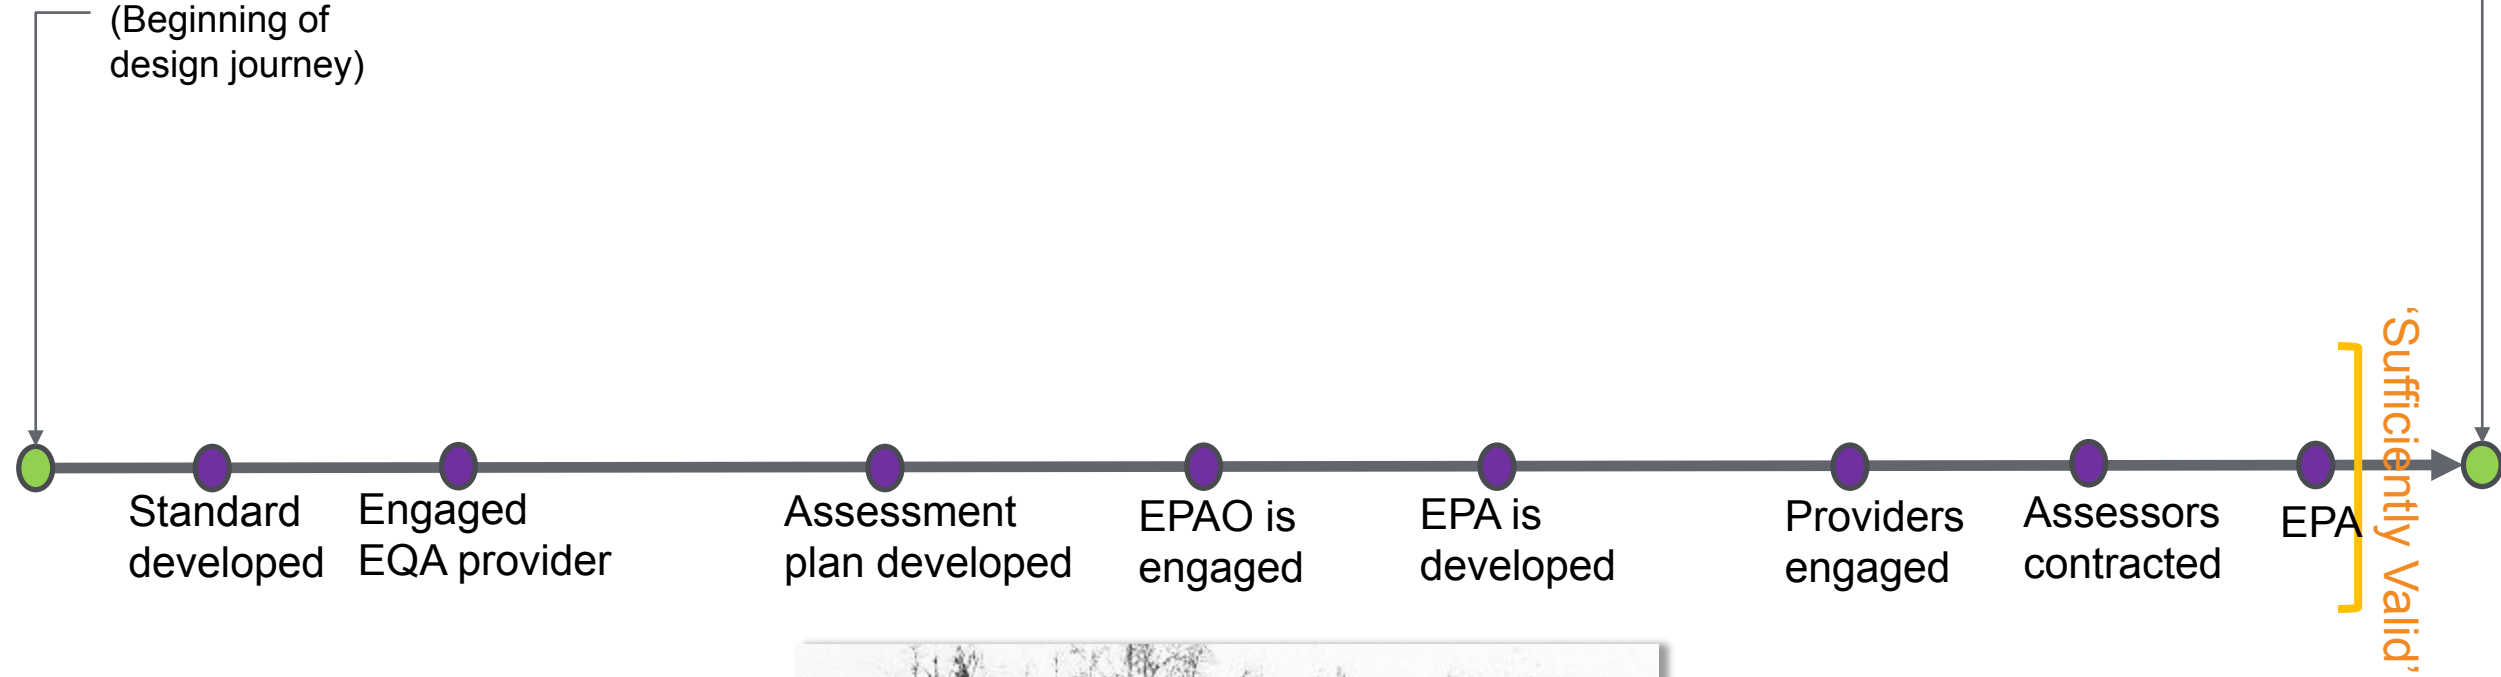 (Beginning of
design journey)
Standard
developed
Engaged
EQA provider
Assessment
plan developed
EPAO is
engaged
EPA is
developed
Providers
engaged
Assessors
contracted
EPA
‘Sufficiently Valid’